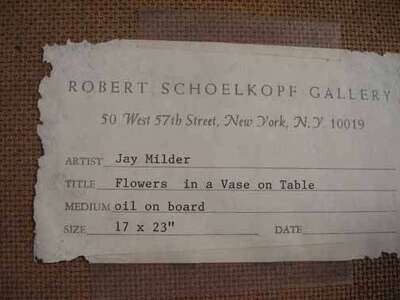 ROBERT SCHOELKOPF GALLERY
50 West 57th Street, New York, N.Y. 10019
ARTIST Jay Milder
TITLE Flowers in a Vase on Table
MEDIUM oil on board
SIZE 17 x 23" DATE